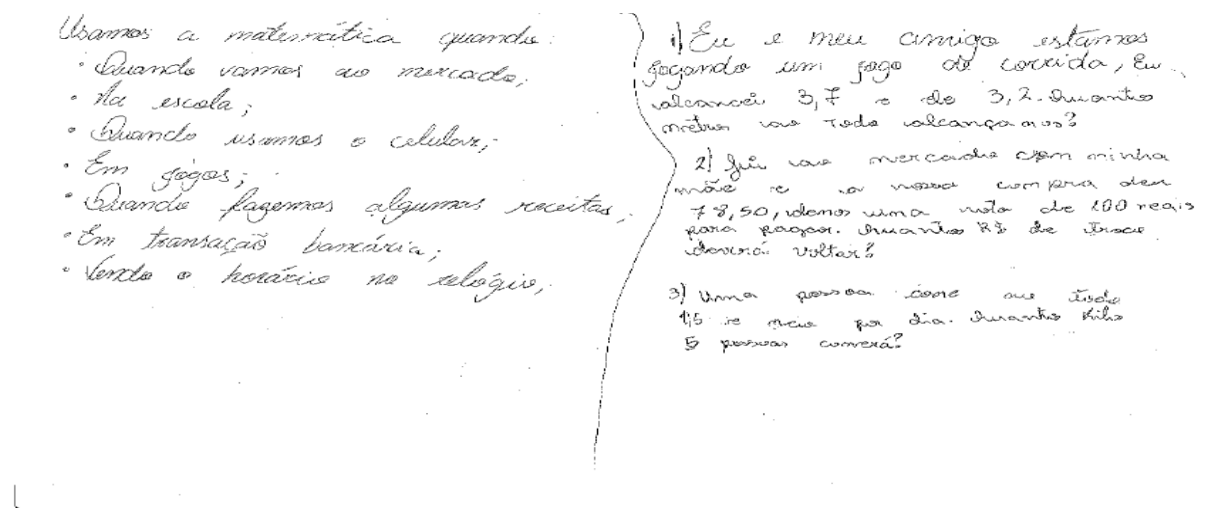 Usamos a matemática quando:
• Quando vamos ao mercado;
• Na escola;
• Quando usamos o celular;
• Em jogos;
• Quando fazemos algumas receitas;
• Em transação bancária;
• Vendo o horário no relógio;
1) Eu e meu amigo estamos
jogando um jogo de corrida, Eu
alcancei 3,7 e ele 3,2. Quantos
metros ao todo alcançamos?
2) fui ao mercado com minha
mãe e a nossa compra deu
78,50, demos uma nota de 100 reais
para pagar. Quantos R$ de troco
deverá voltar?
3) Uma pessoa come ao todo
1,5 e meio por dia. Quantos kilo
5 pessoas comerá?